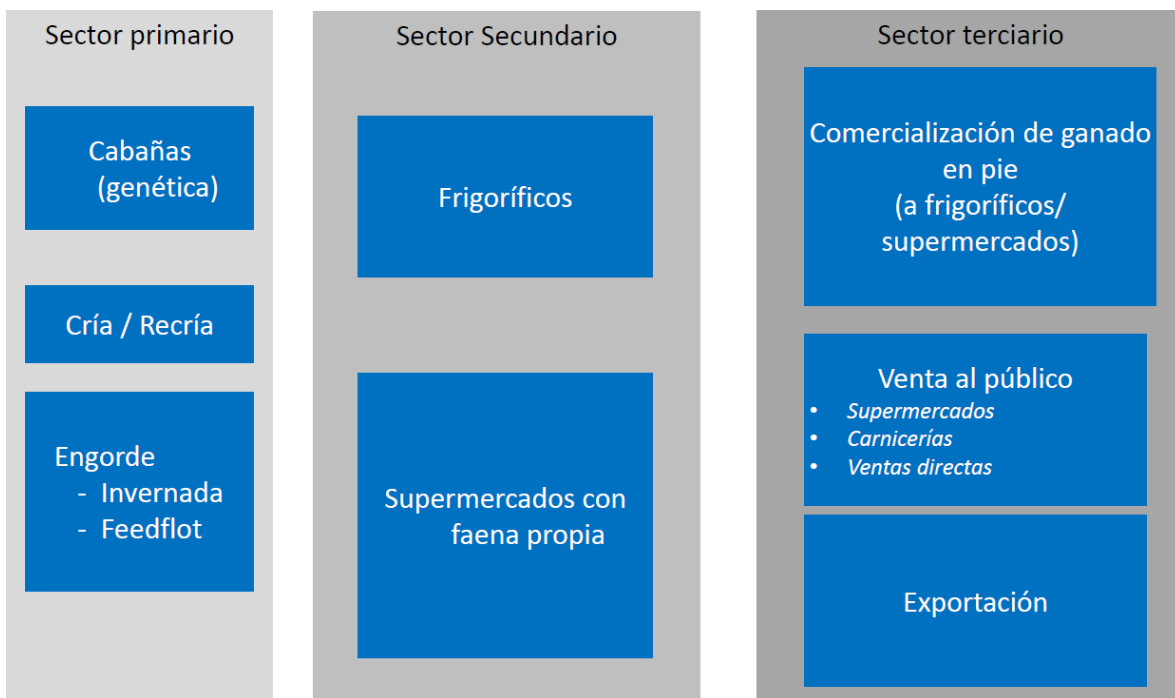 Sector primario
Cabañas
(genética)
Cría / Recría
Engorde
- Invernada
- Feedflot
Sector Secundario
Frigoríficos
Supermercados con
faena propia
Sector terciario
Comercialización de ganado
en pie
(a frigoríficos/
supermercados)
Venta al público
• Supermercados
• Carnicerías
• Ventas directas
Exportación